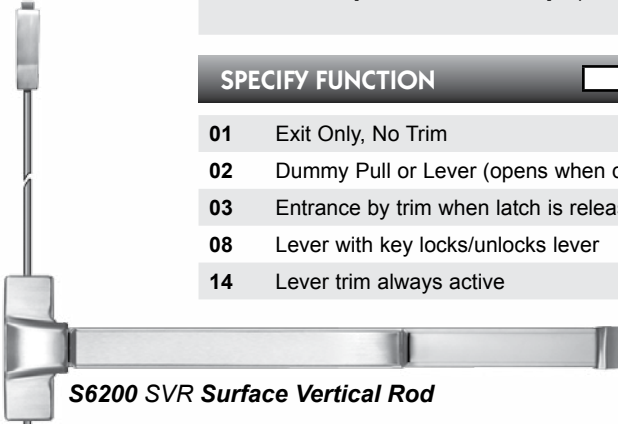 SPECIFY FUNCTION
01 Exit Only, No Trim
02 Dummy Pull or Lever (opens when
03 Entrance by trim when latch is
08 Lever with key locks/unlocks lever
14 Lever trim always active
S6200 SVR Surface Vertical Rod